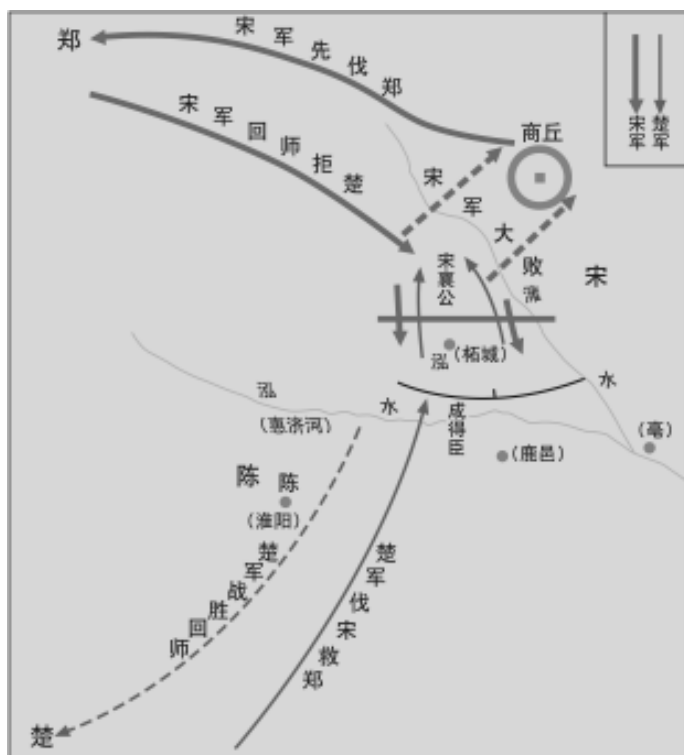 郑
宋军先伐郑
宋军
楚军
宋军回师拒楚
商丘
宋军大败
宋
宋襄公
泓
(柘城)
水
泓
水
(惠济河)
成得臣
(亳)
(鹿邑)
陈
陈
(淮阳)
楚军战胜回师
楚军伐宋救郑
楚